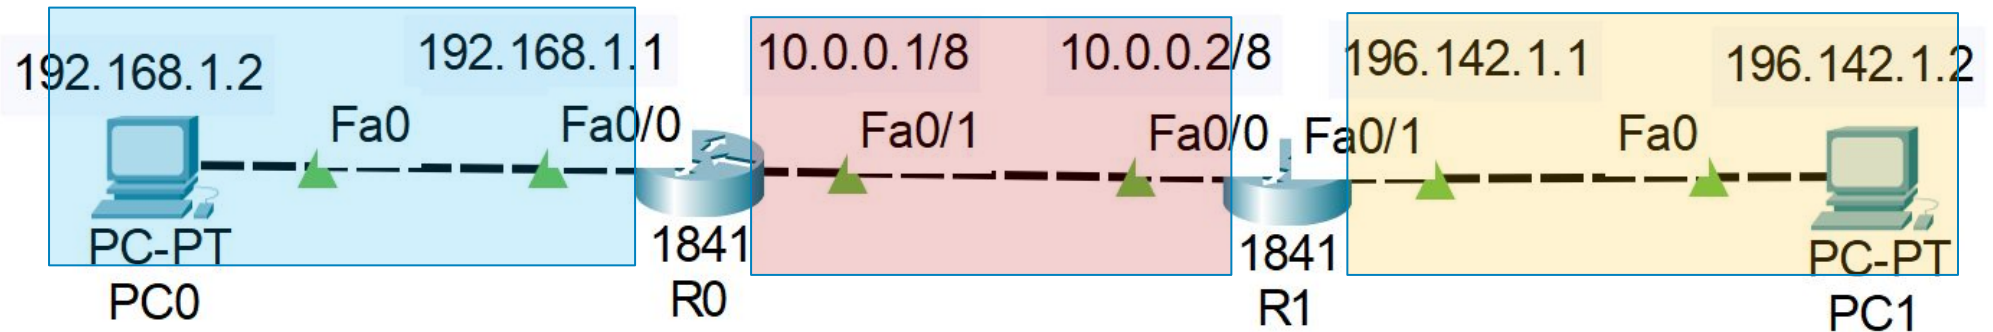 192.168.1.2
192.168.1.1
10.0.0.1/8
10.0.0.2/8
196.142.1.1
196.142.1.2
Fa0
Fa0/0
Fa0/1
Fa0/0
Fa0/1
Fa0
PC-PT
PC0
1841
R0
1841
R1
PC-PT
PC1